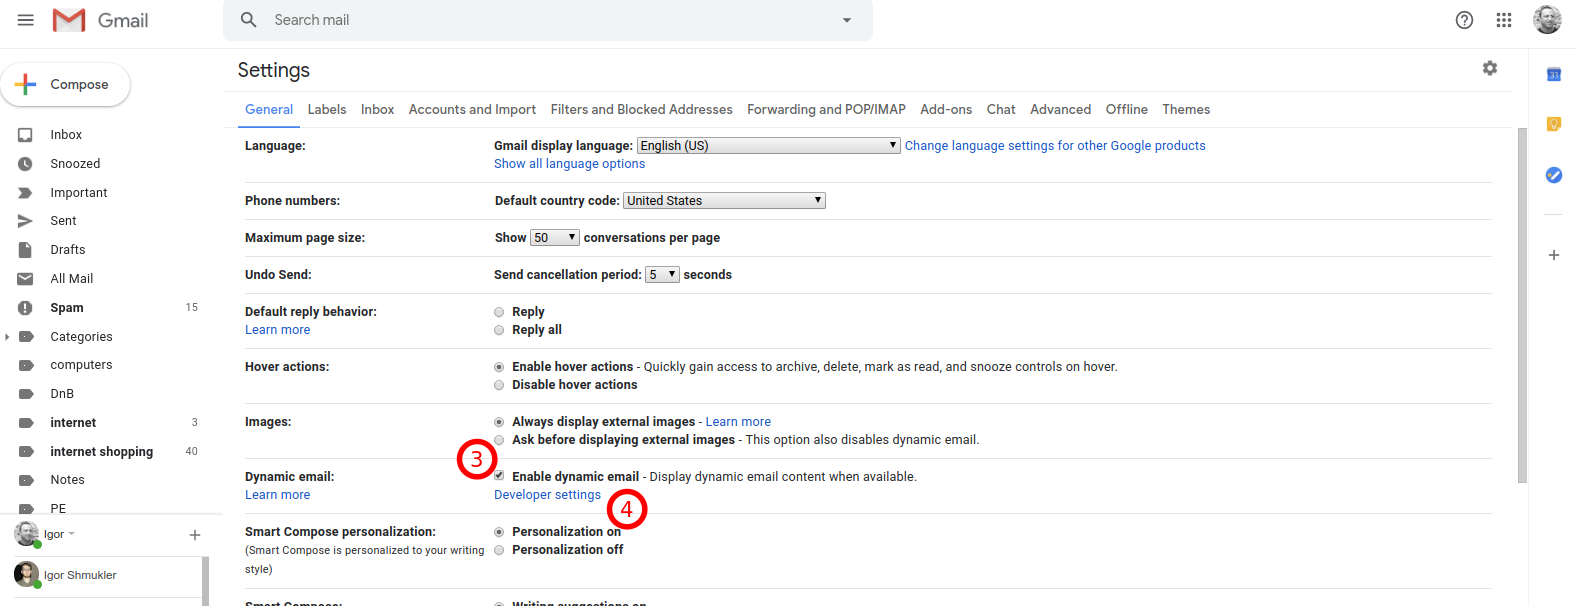 Gmail
Search mail
Compose
Settings
General Labels Inbox Accounts and Import Filters and Blocked Addresses Forwarding and POP/IMAP Add-ons Chat Advanced Offline Themes
Inbox
Snoozed
Important
Sent
Drafts
All Mail
Spam 15
Categories
computers
DnB
internet 3
internet shopping 40
Notes
PE
Igor
Igor Shmukler
Language: Gmail display language: English (US) Change language settings for other Google products
Show all language options
Phone numbers: Default country code: United States
Maximum page size: Show 50 conversations per page
Undo Send: Send cancellation period: 5 seconds
Default reply behavior: Reply
Learn more Reply all
Hover actions: Enable hover actions - Quickly gain access to archive, delete, mark as read, and snooze controls on hover.
Disable hover actions
Images: Always display external images - Learn more
Ask before displaying external images - This option also disables dynamic email.
3
Dynamic email: Enable dynamic email - Display dynamic email content when available.
Learn more Developer settings
4
Smart Compose personalization: Personalization on
(Smart Compose is personalized to your writing Personalization off
style)
Smart Compose: Writing suggestions on
31